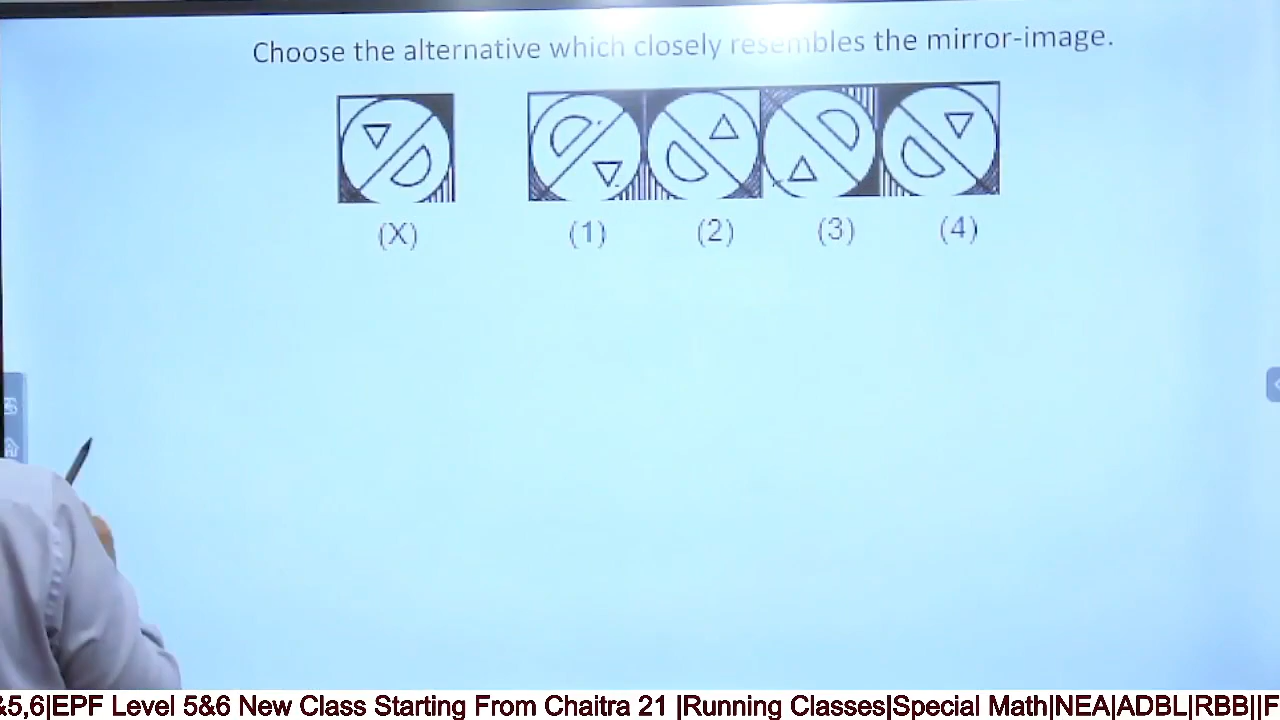 Choose the alternative which closely resembles the mirror-image.
(X) (1) (2) (3) (4)
&5,6|EPF Level 5&6 New Class Starting From Chaitra 21 |Running Classes|Special Math|NEA|ADBL|RBB||F